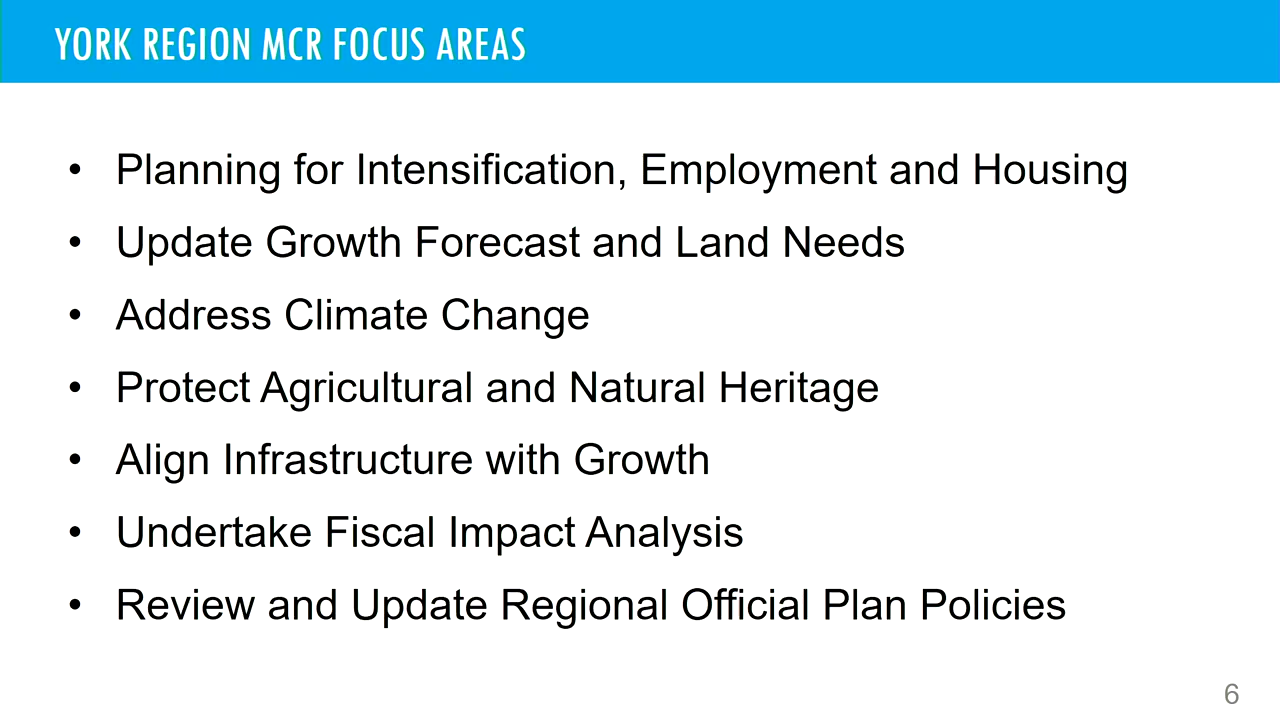 YORK REGION MCR FOCUS AREAS
• Planning for Intensification, Employment and Housing
• Update Growth Forecast and Land Needs
• Address Climate Change
• Protect Agricultural and Natural Heritage
• Align Infrastructure with Growth
• Undertake Fiscal Impact Analysis
• Review and Update Regional Official Plan Policies
6